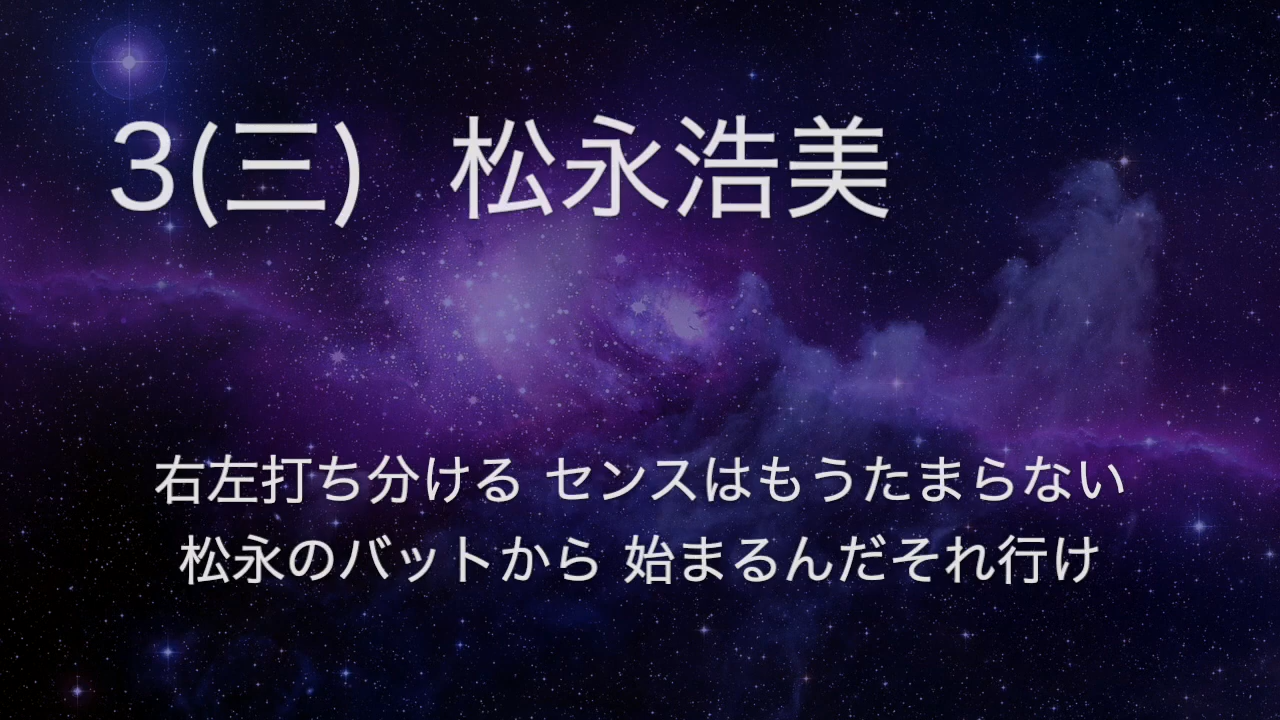 3(三) 松永浩美
右左打ち分ける センスはもうたまらない
松永のバットから 始まるんだそれ行け